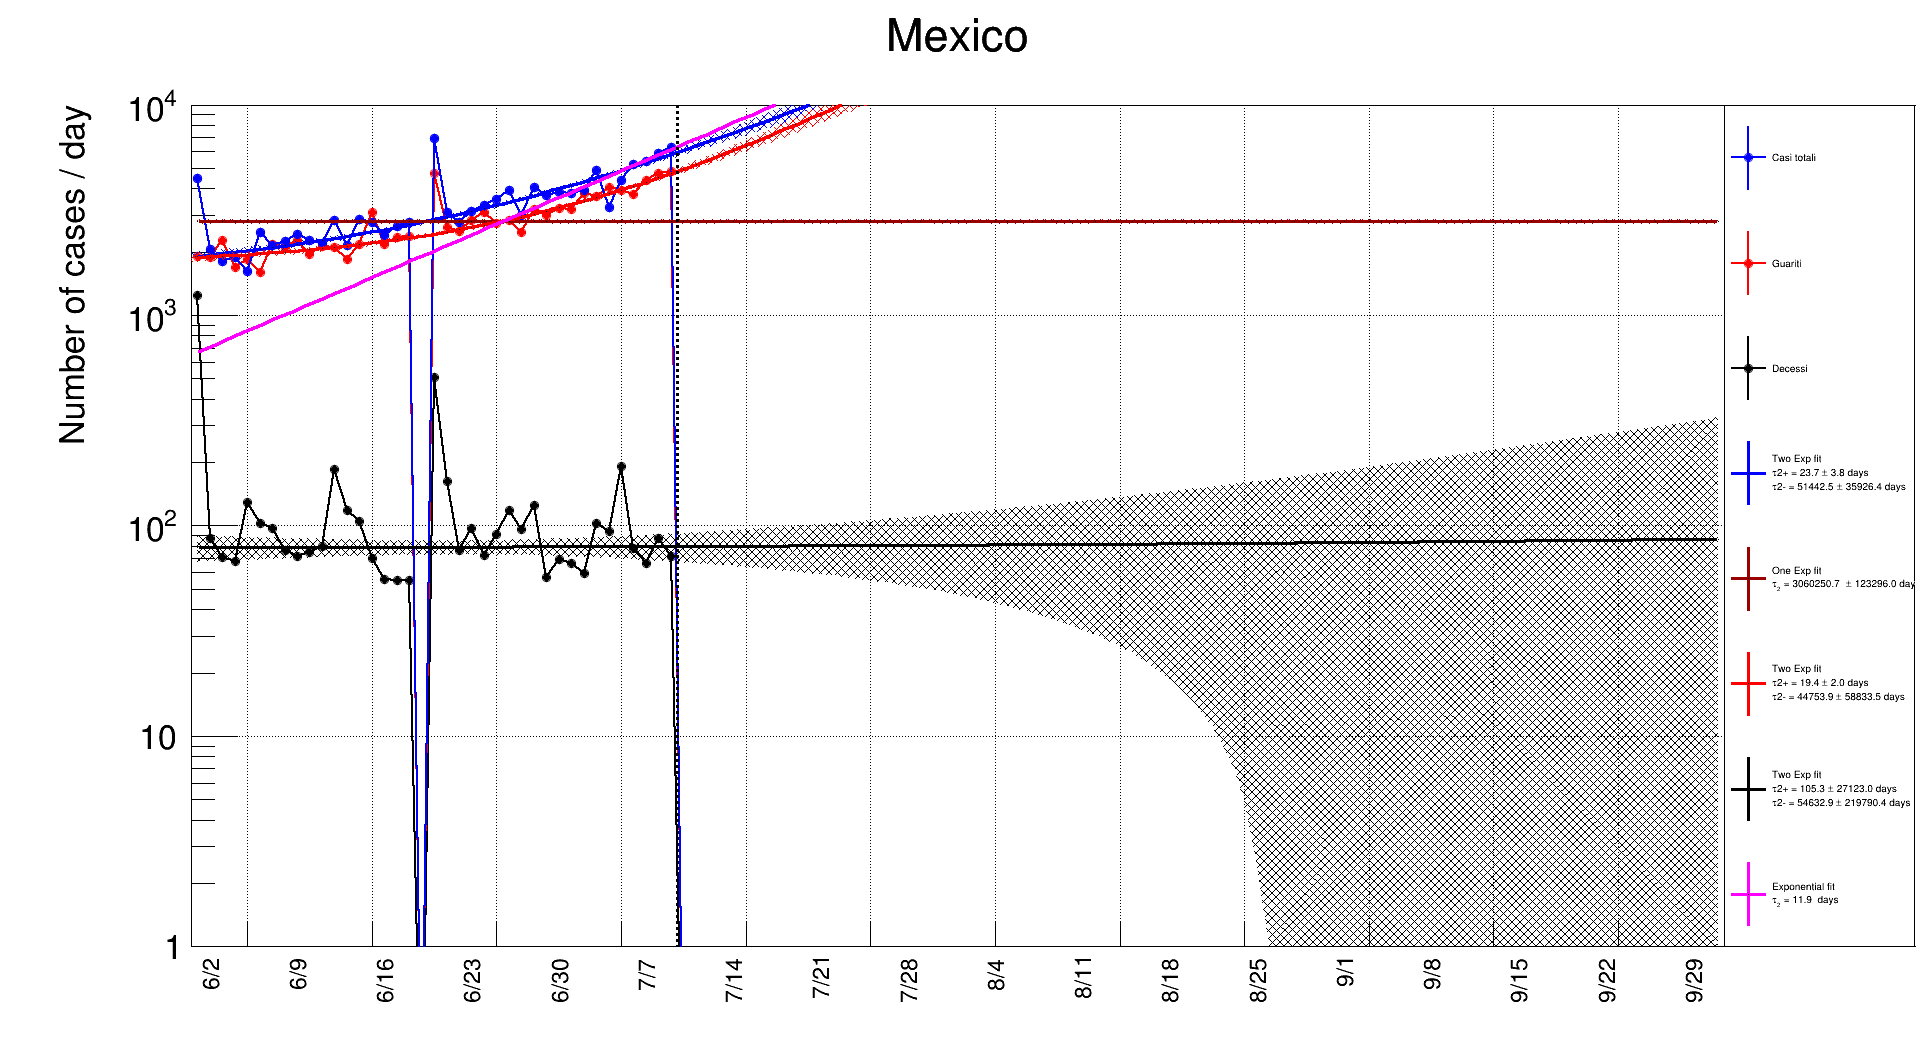 Mexico
Number of cases / day
10^4
10^3
10^2
10
1
6/2
6/9
6/16
6/23
6/30
7/7
7/14
7/21
7/28
8/4
8/11
8/18
8/25
9/1
9/8
9/15
9/22
9/29
Casi totali
Guariti
Decessi
Two Exp fit
τ2+ = 23.7 ± 3.8 days
τ2- = 51442.5 ± 35926.4 days
One Exp fit
τ₂ = 3060250.7 ± 123296.0 day
Two Exp fit
τ2+ = 19.4 ± 2.0 days
τ2- = 44753.9 ± 58833.5 days
Two Exp fit
τ2+ = 105.3 ± 27123.0 days
τ2- = 54632.9 ± 219790.4 days
Exponential fit
τ₂ = 11.9 days